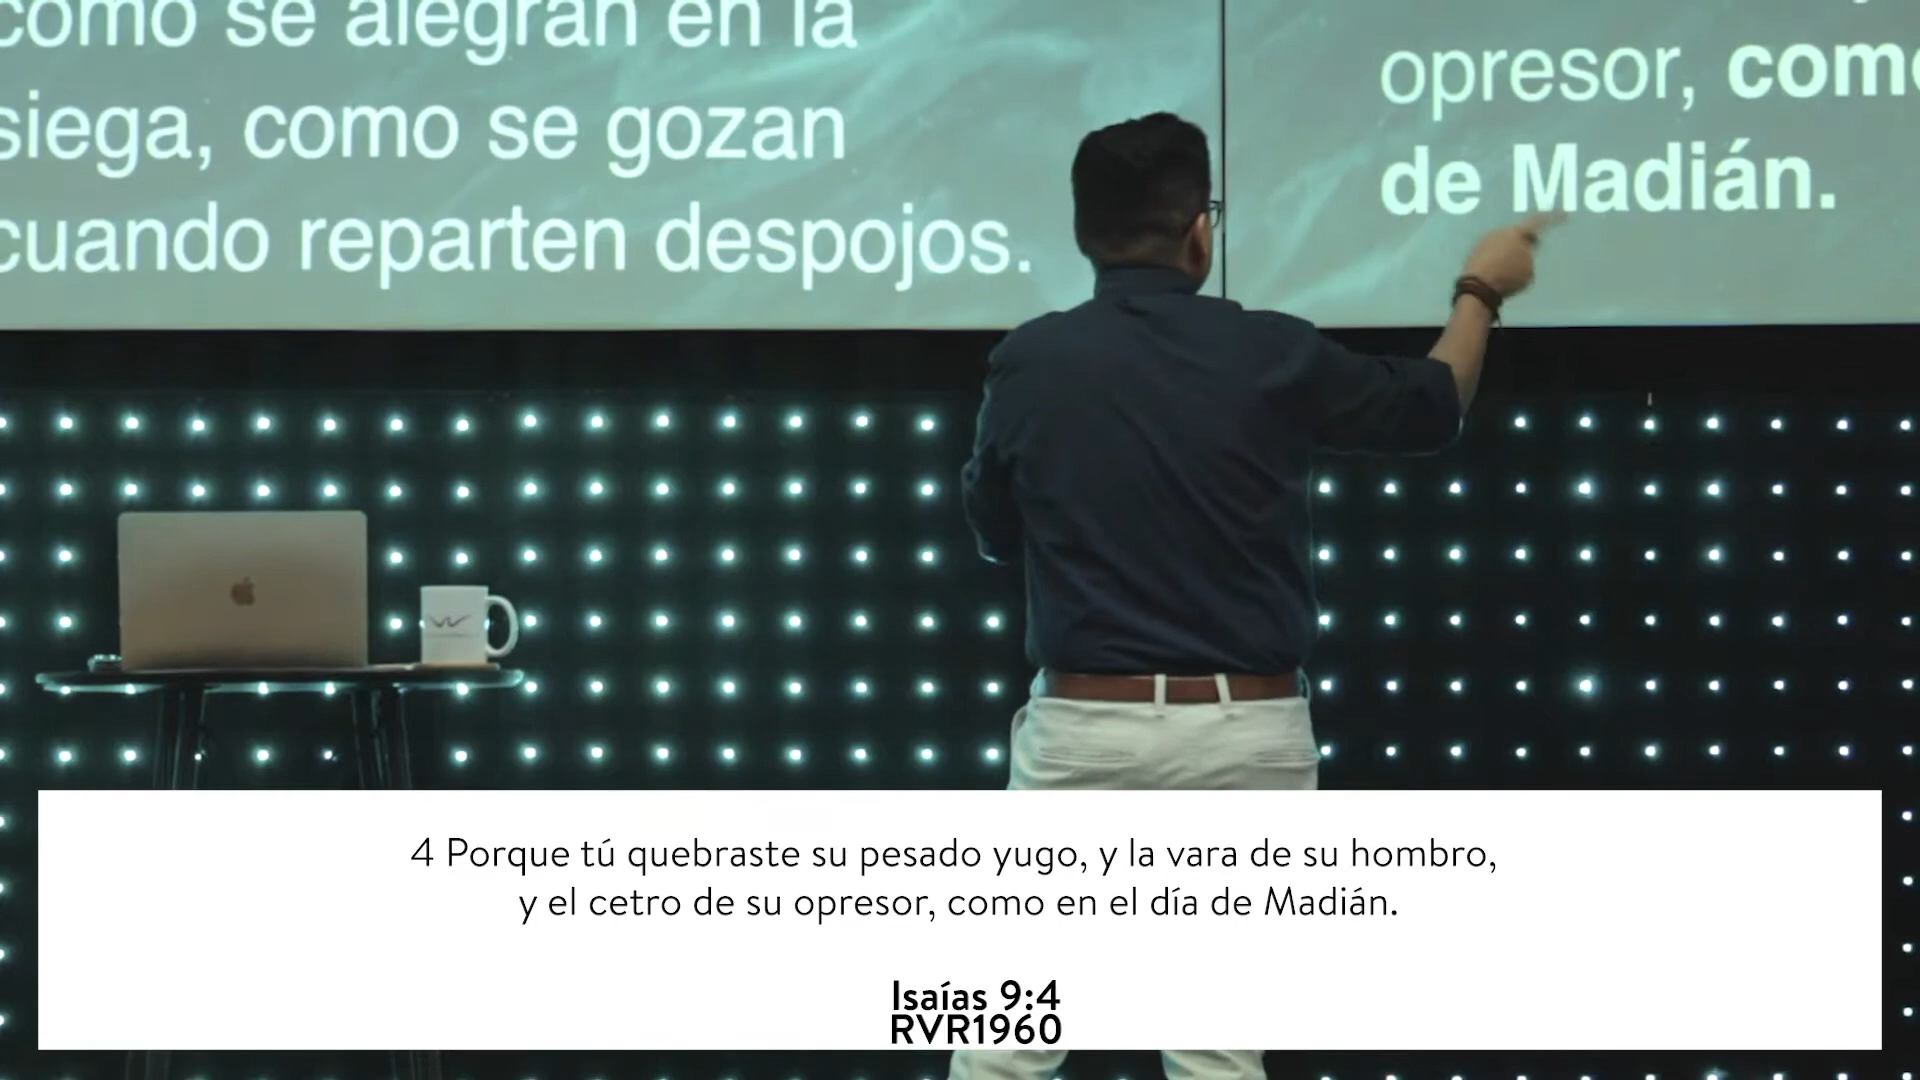 como se alegran en la
siega, como se gozan
cuando reparten despojos.
opresor, como
de Madián.
4 Porque tú quebraste su pesado yugo, y la vara de su hombro,
y el cetro de su opresor, como en el día de Madián.
Isaías 9:4
RVR1960